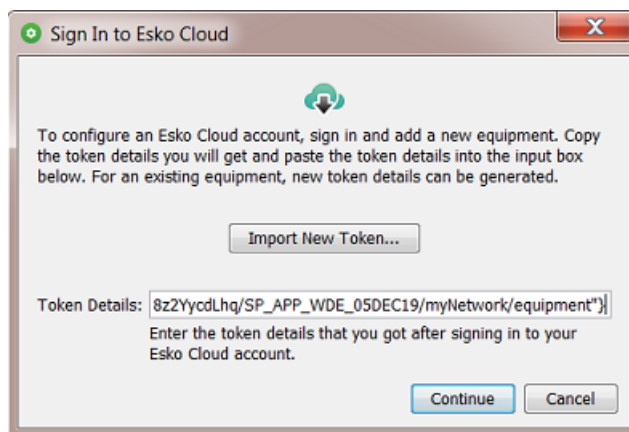 Sign In to Esko Cloud
To configure an Esko Cloud account, sign in and add a new equipment. Copy
the token details you will get and paste the token details into the input box
below. For an existing equipment, new token details can be generated.
Import New Token...
Token Details: 8z2YycdLhq/SP_APP_WDE_05DEC19/myNetwork/equipment"}
Enter the token details that you got after signing in to your
Esko Cloud account.
Continue Cancel